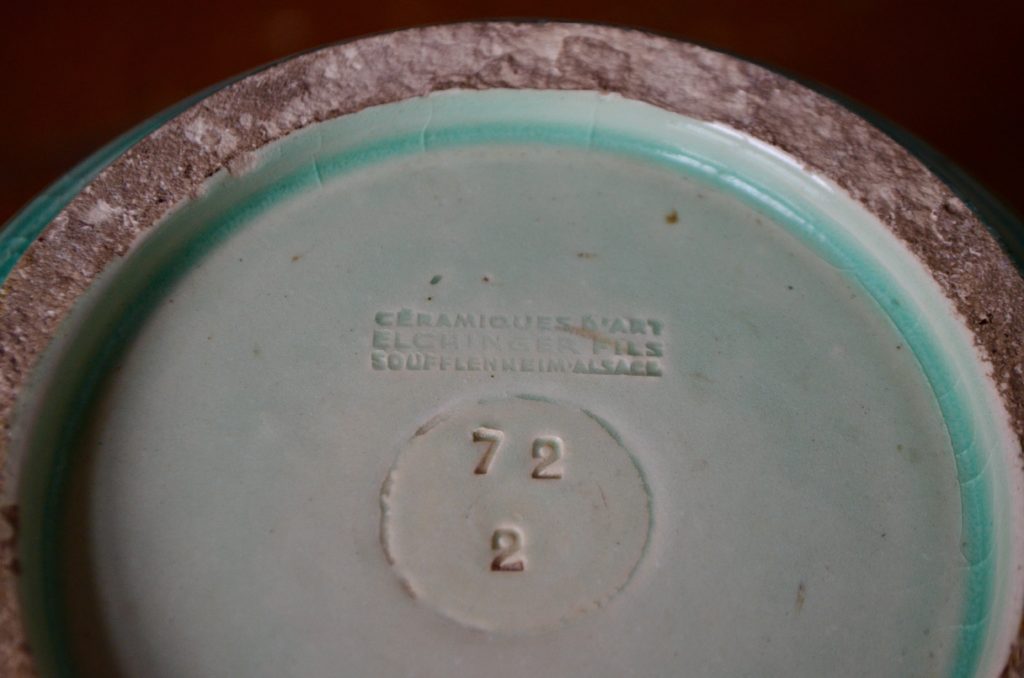 CÉRAMIQUES D'ART
ELCHINGER FILS
SOUFFLENHEIM·ALSACE
72
2